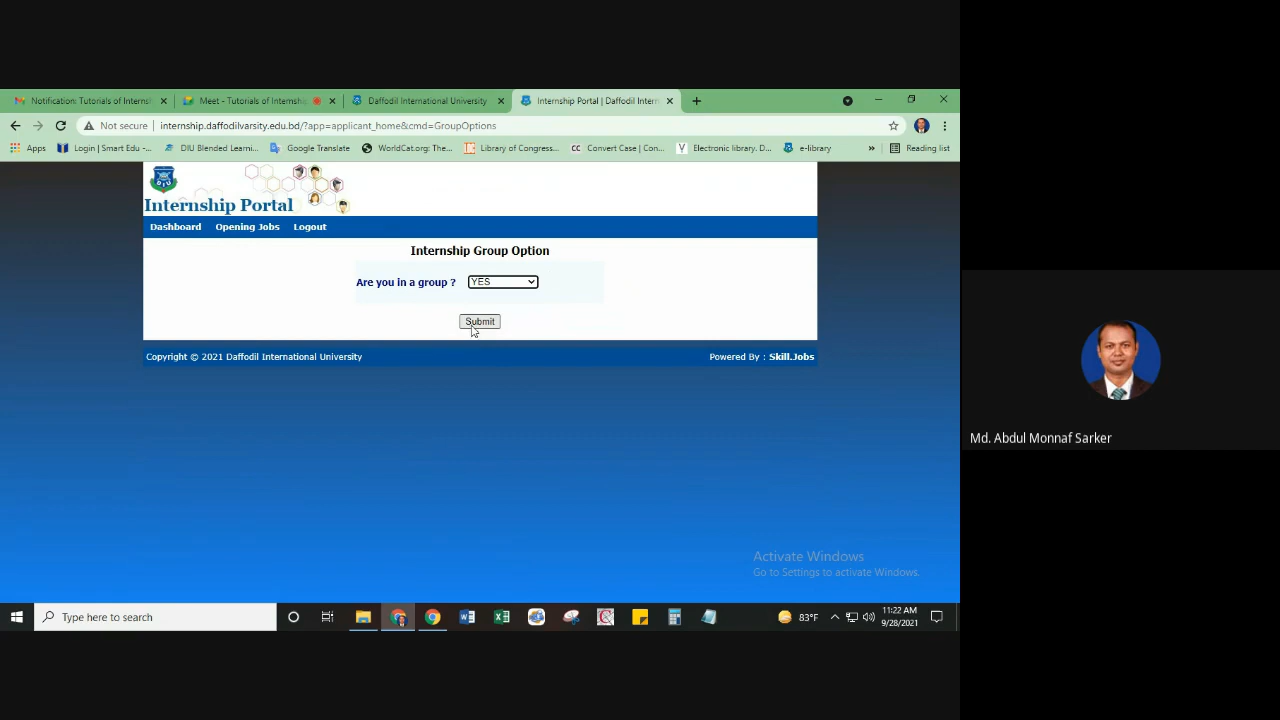 Notification: Tutorials of Internsl
Meet - Tutorials of Internship
Daffodil International University
Internship Portal | Daffodil Intern
Not secure | internship.daffodilvarsity.edu.bd/?app=applicant_home&cmd=GroupOptions
Apps
Login | Smart Edu -...
DIU Blended Learni...
Google Translate
WorldCat.org: The...
Library of Congress...
CC Convert Case | Con...
Electronic library. D...
e-library
»
Reading list
DIU
Internship Portal
Dashboard Opening Jobs Logout
Internship Group Option
Are you in a group ? YES
Submit
Copyright © 2021 Daffodil International University
Powered By : Skill.Jobs
Md. Abdul Monnaf Sarker
Activate Windows
Go to Settings to activate Windows.
Type here to search
83°F
11:22 AM
9/28/2021